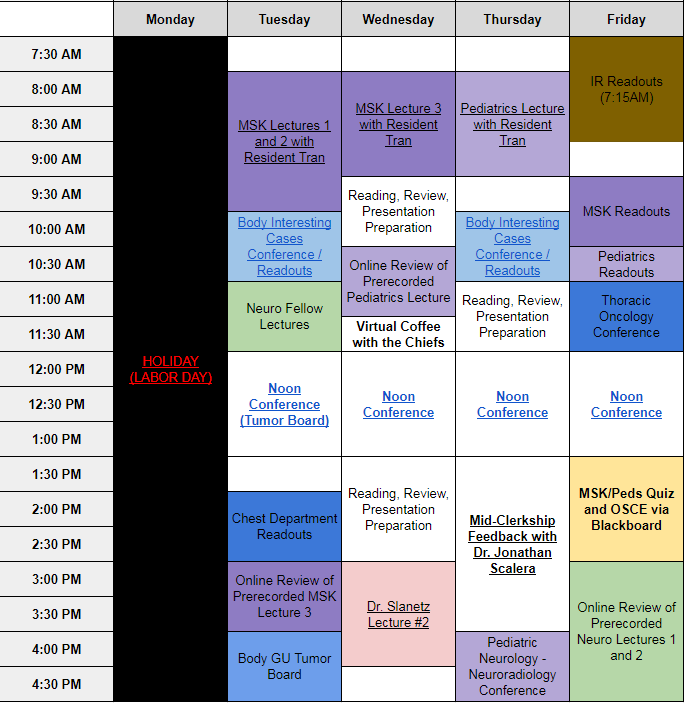 Monday Tuesday Wednesday Thursday Friday
7:30 AM
8:00 AM
8:30 AM
9:00 AM
9:30 AM
10:00 AM
10:30 AM
11:00 AM
11:30 AM
12:00 PM
12:30 PM
1:00 PM
1:30 PM
2:00 PM
2:30 PM
3:00 PM
3:30 PM
4:00 PM
4:30 PM
HOLIDAY
(LABOR DAY)
MSK Lectures 1
and 2 with
Resident Tran
Body Interesting
Cases
Conference /
Readouts
Neuro Fellow
Lectures
Noon
Conference
(Tumor Board)
Chest Department
Readouts
Online Review of
Prerecorded MSK
Lecture 3
Body GU Tumor
Board
MSK Lecture 3
with Resident
Tran
Reading, Review,
Presentation
Preparation
Online Review of
Prerecorded
Pediatrics Lecture
Virtual Coffee
with the Chiefs
Noon
Conference
Reading, Review,
Presentation
Preparation
Dr. Slanetz
Lecture #2
Pediatrics Lecture
with Resident
Tran
Body Interesting
Cases
Conference /
Readouts
Reading, Review,
Presentation
Preparation
Noon
Conference
Mid-Clerkship
Feedback with
Dr. Jonathan
Scalera
Pediatric
Neurology -
Neuroradiology
Conference
IR Readouts
(7:15AM)
MSK Readouts
Pediatrics
Readouts
Thoracic
Oncology
Conference
Noon
Conference
MSK/Peds Quiz
and OSCE via
Blackboard
Online Review of
Prerecorded
Neuro Lectures 1
and 2